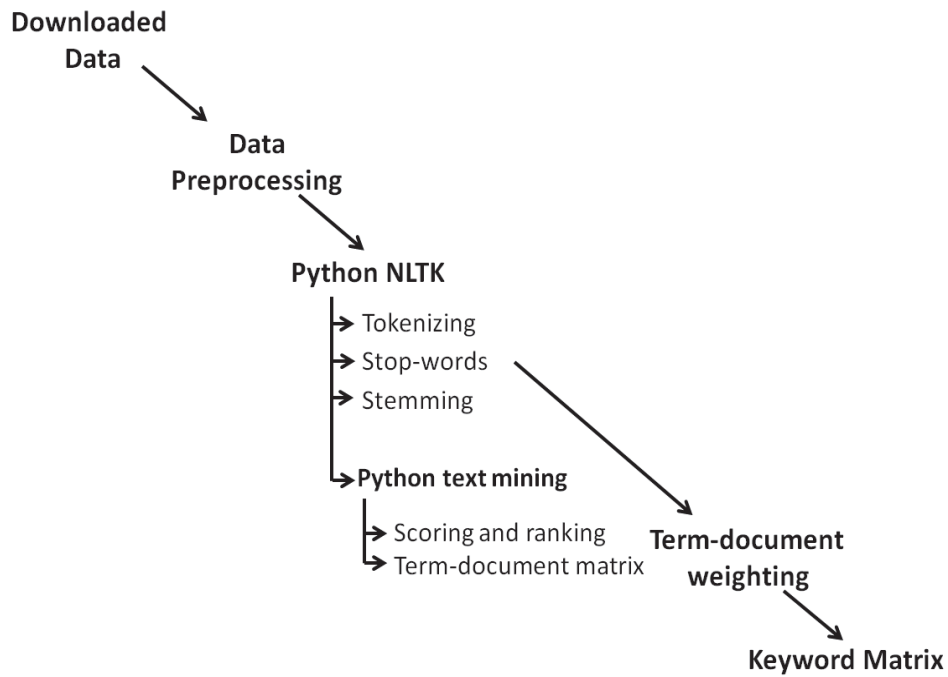 Downloaded
Data
Data
Preprocessing
Python NLTK
Tokenizing
Stop-words
Stemming
Python text mining
Scoring and ranking
Term-document matrix
Term-document
weighting
Keyword Matrix